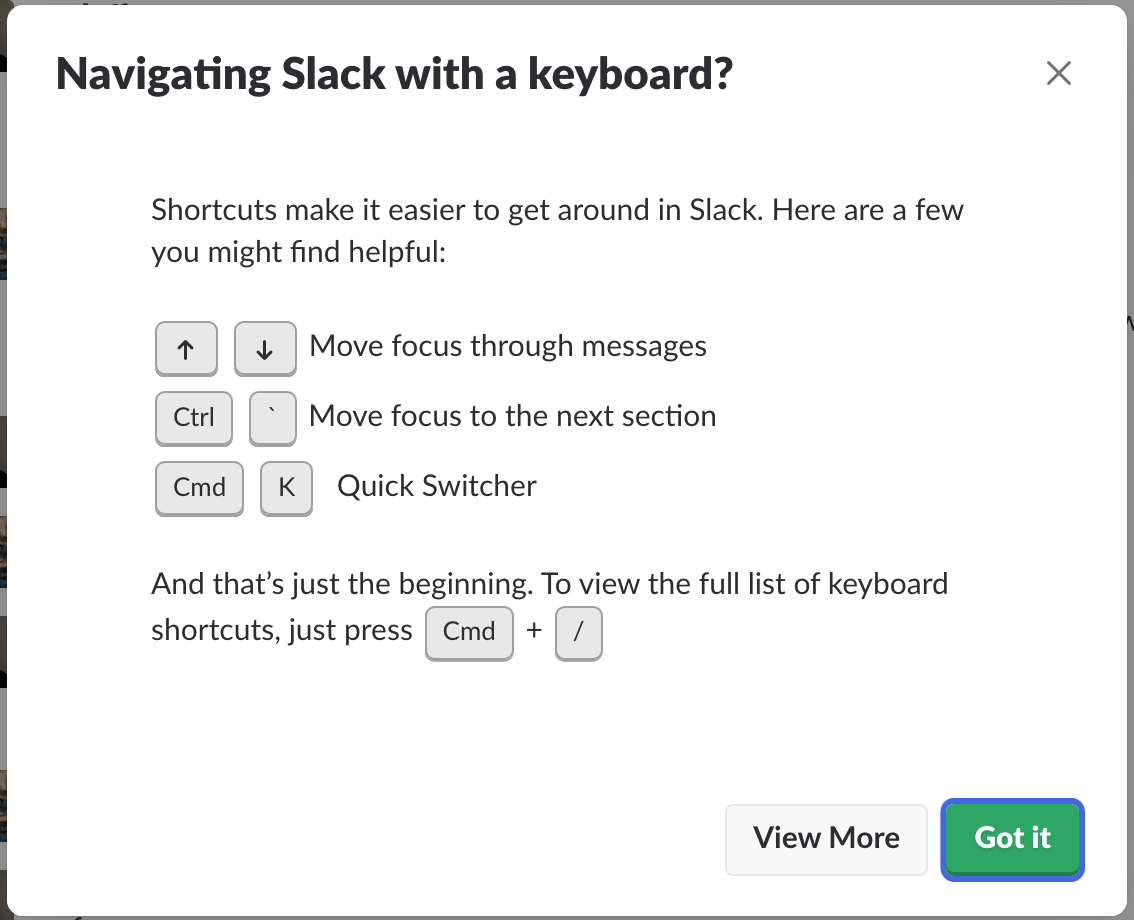 Navigating Slack with a keyboard?
Shortcuts make it easier to get around in Slack. Here are a few
you might find helpful:
↑ ↓ Move focus through messages
Ctrl ` Move focus to the next section
Cmd K Quick Switcher
And that’s just the beginning. To view the full list of keyboard
shortcuts, just press Cmd + /
View More Got it